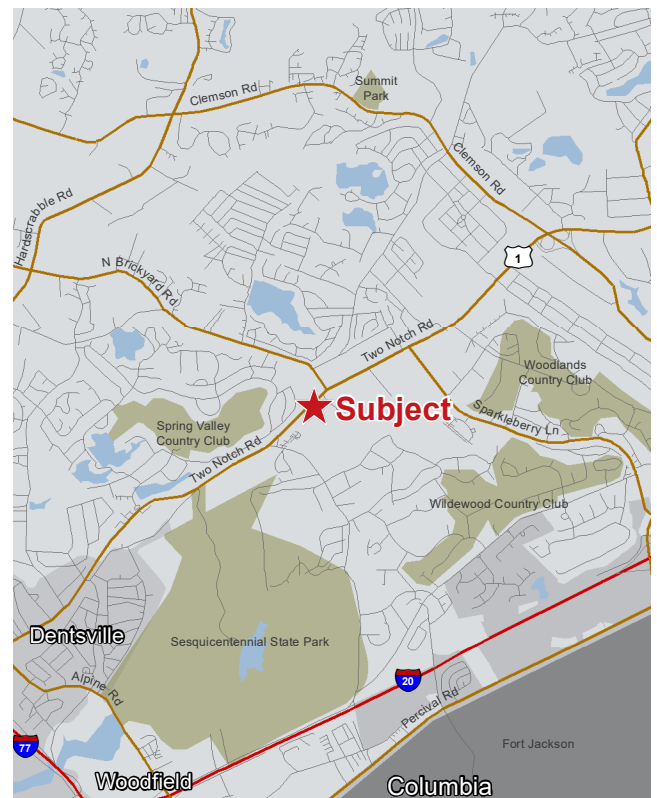 Summit
Park
Clemson Rd
Clemson Rd
Hardscrabble Rd
1
N Brickyard Rd
Two Notch Rd
Woodlands
Country Club
Subject
Sparkleberry Ln
Spring Valley
Country Club
Two Notch Rd
Wildewood Country Club
Dentsville
Sesquicentennial State Park
Alpine Rd
20
Percival Rd
77
Fort Jackson
Woodfield
Columbia